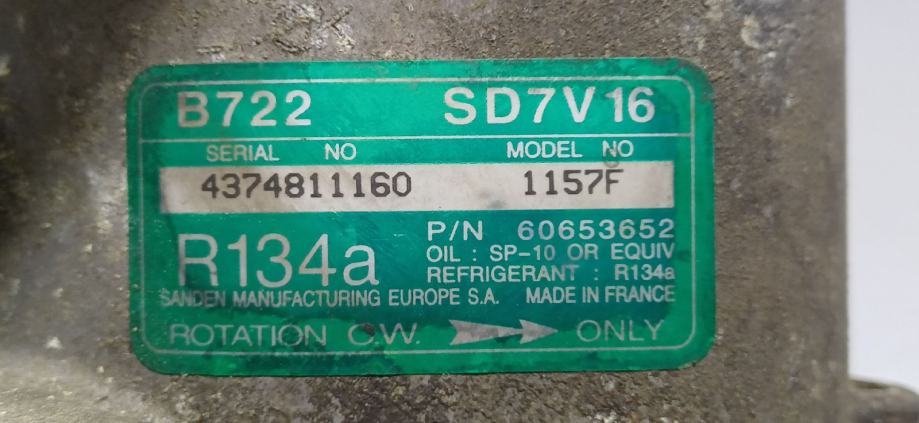 B722 SD7V16
SERIAL NO MODEL NO
4374811160 1157F
R134a
P/N 60653652
OIL : SP-10 OR EQUIV
REFRIGERANT : R134a
SANDEN MANUFACTURING EUROPE S.A. MADE IN FRANCE
ROTATION C.W. ONLY